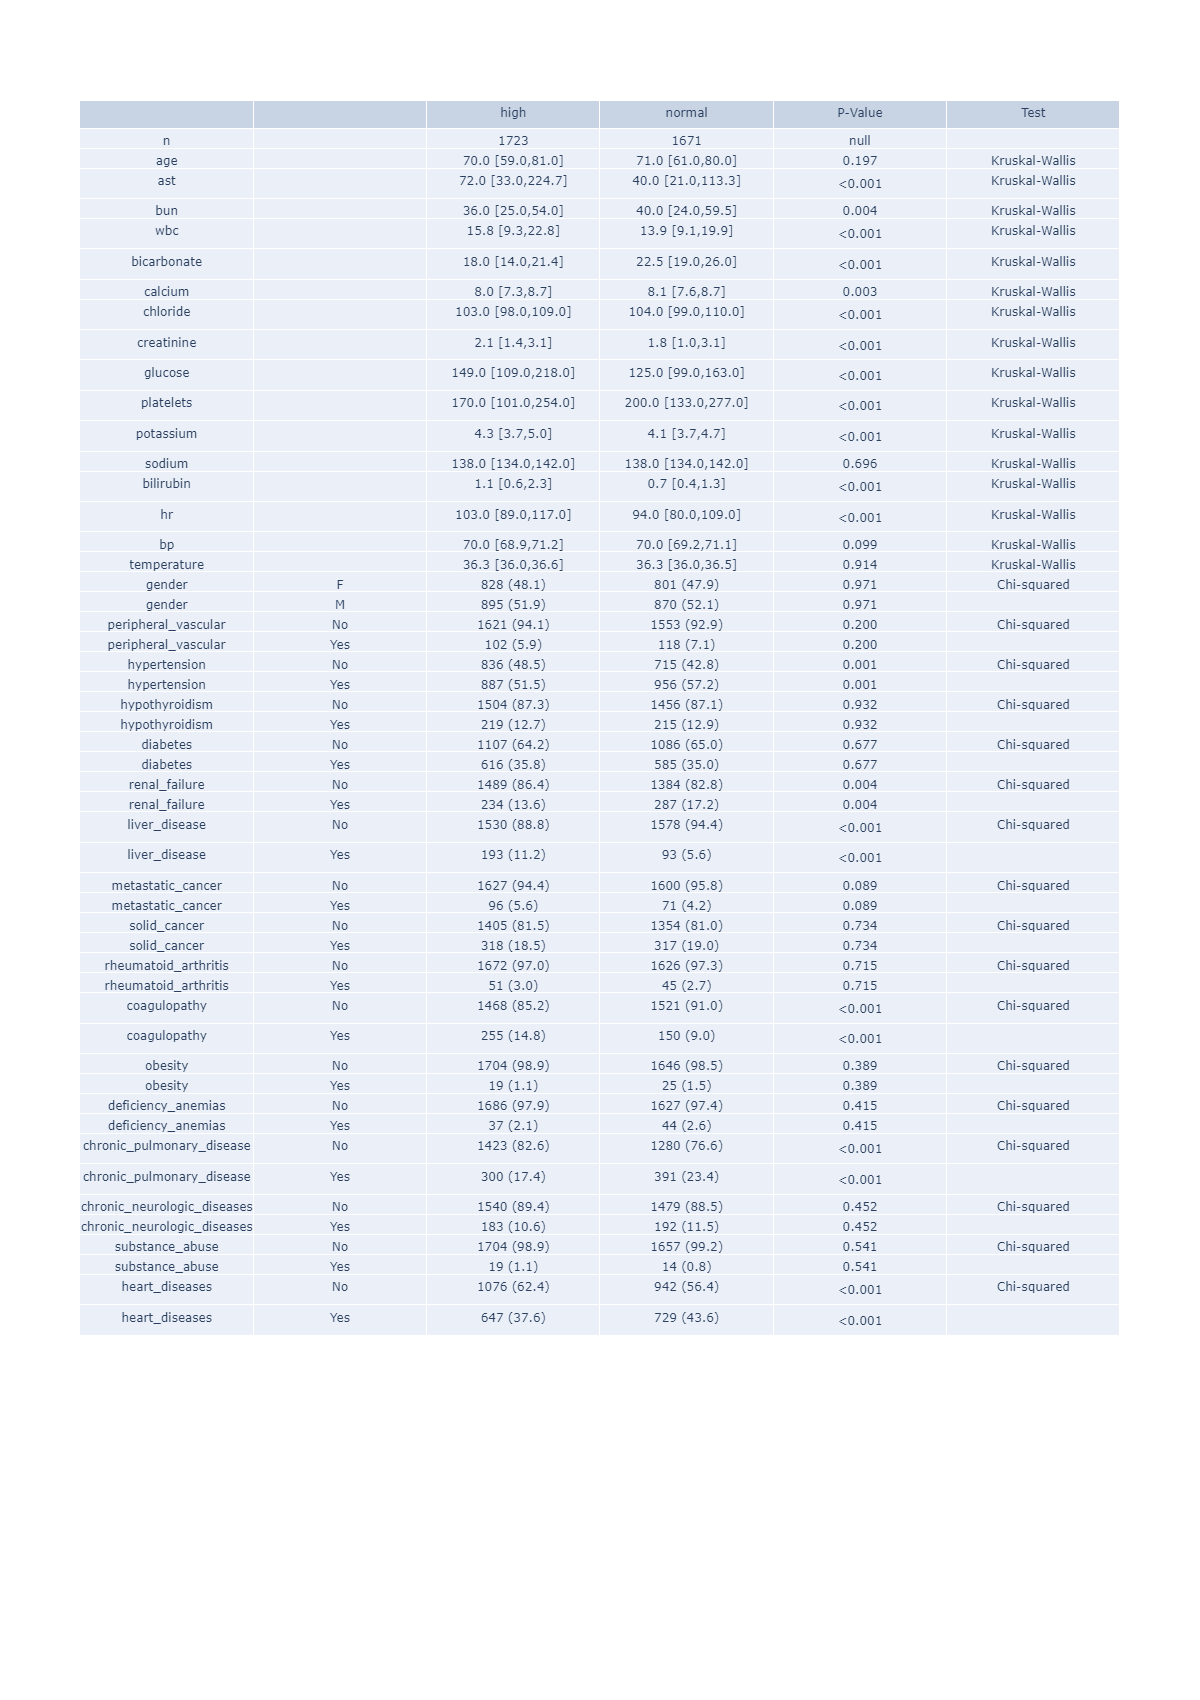 high normal P-Value Test
n 1723 1671 null
age 70.0 [59.0,81.0] 71.0 [61.0,80.0] 0.197 Kruskal-Wallis
ast 72.0 [33.0,224.7] 40.0 [21.0,113.3] <0.001 Kruskal-Wallis
bun 36.0 [25.0,54.0] 40.0 [24.0,59.5] 0.004 Kruskal-Wallis
wbc 15.8 [9.3,22.8] 13.9 [9.1,19.9] <0.001 Kruskal-Wallis
bicarbonate 18.0 [14.0,21.4] 22.5 [19.0,26.0] <0.001 Kruskal-Wallis
calcium 8.0 [7.3,8.7] 8.1 [7.6,8.7] 0.003 Kruskal-Wallis
chloride 103.0 [98.0,109.0] 104.0 [99.0,110.0] <0.001 Kruskal-Wallis
creatinine 2.1 [1.4,3.1] 1.8 [1.0,3.1] <0.001 Kruskal-Wallis
glucose 149.0 [109.0,218.0] 125.0 [99.0,163.0] <0.001 Kruskal-Wallis
platelets 170.0 [101.0,254.0] 200.0 [133.0,277.0] <0.001 Kruskal-Wallis
potassium 4.3 [3.7,5.0] 4.1 [3.7,4.7] <0.001 Kruskal-Wallis
sodium 138.0 [134.0,142.0] 138.0 [134.0,142.0] 0.696 Kruskal-Wallis
bilirubin 1.1 [0.6,2.3] 0.7 [0.4,1.3] <0.001 Kruskal-Wallis
hr 103.0 [89.0,117.0] 94.0 [80.0,109.0] <0.001 Kruskal-Wallis
bp 70.0 [68.9,71.2] 70.0 [69.2,71.1] 0.099 Kruskal-Wallis
temperature 36.3 [36.0,36.6] 36.3 [36.0,36.5] 0.914 Kruskal-Wallis
gender F 828 (48.1) 801 (47.9) 0.971 Chi-squared
gender M 895 (51.9) 870 (52.1) 0.971
peripheral_vascular No 1621 (94.1) 1553 (92.9) 0.200 Chi-squared
peripheral_vascular Yes 102 (5.9) 118 (7.1) 0.200
hypertension No 836 (48.5) 715 (42.8) 0.001 Chi-squared
hypertension Yes 887 (51.5) 956 (57.2) 0.001
hypothyroidism No 1504 (87.3) 1456 (87.1) 0.932 Chi-squared
hypothyroidism Yes 219 (12.7) 215 (12.9) 0.932
diabetes No 1107 (64.2) 1086 (65.0) 0.677 Chi-squared
diabetes Yes 616 (35.8) 585 (35.0) 0.677
renal_failure No 1489 (86.4) 1384 (82.8) 0.004 Chi-squared
renal_failure Yes 234 (13.6) 287 (17.2) 0.004
liver_disease No 1530 (88.8) 1578 (94.4) <0.001 Chi-squared
liver_disease Yes 193 (11.2) 93 (5.6) <0.001
metastatic_cancer No 1627 (94.4) 1600 (95.8) 0.089 Chi-squared
metastatic_cancer Yes 96 (5.6) 71 (4.2) 0.089
solid_cancer No 1405 (81.5) 1354 (81.0) 0.734 Chi-squared
solid_cancer Yes 318 (18.5) 317 (19.0) 0.734
rheumatoid_arthritis No 1672 (97.0) 1626 (97.3) 0.715 Chi-squared
rheumatoid_arthritis Yes 51 (3.0) 45 (2.7) 0.715
coagulopathy No 1468 (85.2) 1521 (91.0) <0.001 Chi-squared
coagulopathy Yes 255 (14.8) 150 (9.0) <0.001
obesity No 1704 (98.9) 1646 (98.5) 0.389 Chi-squared
obesity Yes 19 (1.1) 25 (1.5) 0.389
deficiency_anemias No 1686 (97.9) 1627 (97.4) 0.415 Chi-squared
deficiency_anemias Yes 37 (2.1) 44 (2.6) 0.415
chronic_pulmonary_disease No 1423 (82.6) 1280 (76.6) <0.001 Chi-squared
chronic_pulmonary_disease Yes 300 (17.4) 391 (23.4) <0.001
chronic_neurologic_diseases No 1540 (89.4) 1479 (88.5) 0.452 Chi-squared
chronic_neurologic_diseases Yes 183 (10.6) 192 (11.5) 0.452
substance_abuse No 1704 (98.9) 1657 (99.2) 0.541 Chi-squared
substance_abuse Yes 19 (1.1) 14 (0.8) 0.541
heart_diseases No 1076 (62.4) 942 (56.4) <0.001 Chi-squared
heart_diseases Yes 647 (37.6) 729 (43.6) <0.001